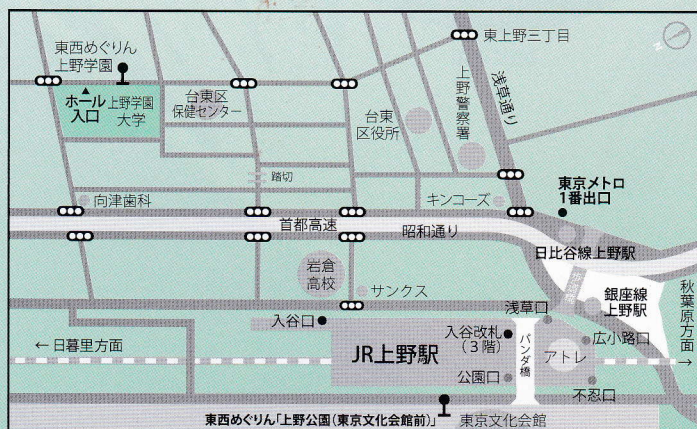 東西めぐりん
上野学園
東上野三丁目
N
ホール
入口
上野学園
大学
台東区
保健センター
台東
区役所
上野警察署
浅草通り
踏切
向津歯科
キンコーズ
東京メトロ
1番出口
首都高速
昭和通り
日比谷線上野駅
岩倉
高校
サンクス
歩道橋
銀座線
上野駅
秋葉原方面→
入谷口
浅草口
入谷改札
(3階)
広小路口
←日暮里方面
JR上野駅
パンダ橋
アトレ
公園口
不忍口
東西めぐりん「上野公園(東京文化会館前)」
東京文化会館